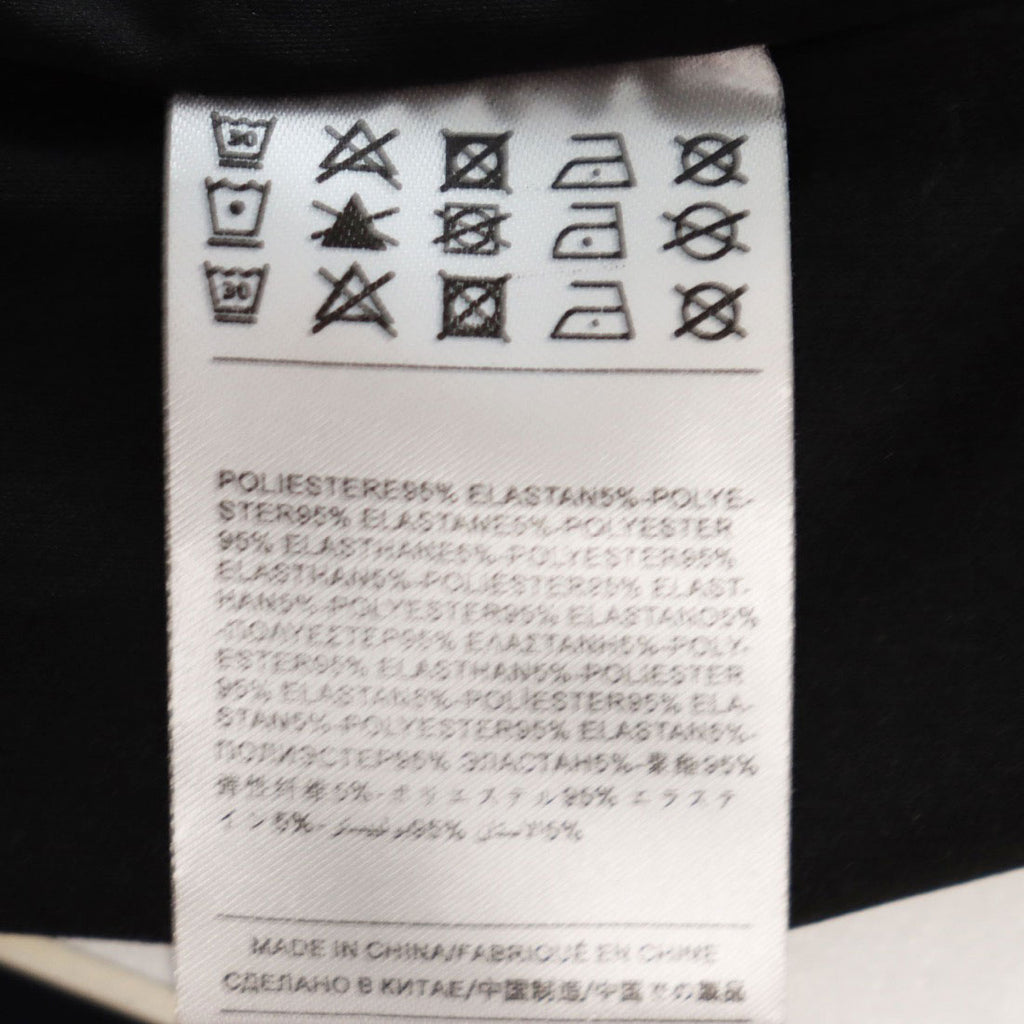 30
30
POLIESTERE95% ELASTAN5%-POLYE-
STER95% ELASTANE5%-POLYESTER
95% ELASTHANE5%-POLYESTER95%
ELASTHAN5%-POLIESTER95% ELAST-
HAN5%-POLYESTER95% ELASTANO5%
-ΠΟΛΥΕΣΤΕΡ95% ΕΛΑΣΤΑΝΗ5%-POLY-
ESTER95% ELASTHAN5%-POLIESTER
95% ELASTAN5%-POLIESTER95% ELA-
STAN5%-POLYESTER95% ELASTAN5%-
ПОЛИЭСТЕР95% ЭЛАСТАН5%-聚酯95%
弹性纤维5%-ポリエステル95% エラステ
イン5%- 95% 5%
MADE IN CHINA/FABRIQUÉ EN CHINE
СДЕЛАНО В КИТАЕ/中国制造/中国での製品